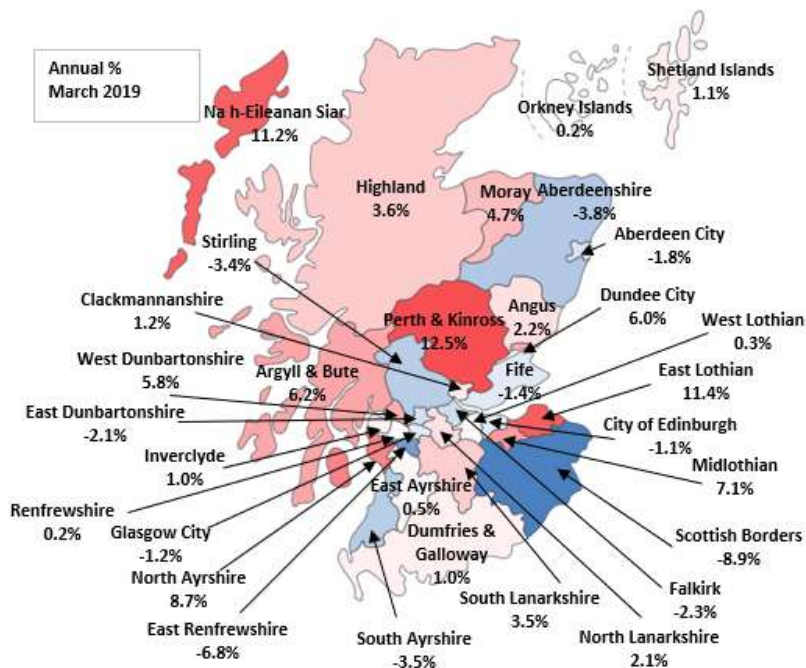 Annual %
March 2019
Shetland Islands
1.1%
Orkney Islands
0.2%
Na h-Eileanan Siar
11.2%
Highland
3.6%
Moray
4.7%
Aberdeenshire
-3.8%
Aberdeen City
-1.8%
Stirling
-3.4%
Clackmannanshire
1.2%
Perth & Kinross
12.5%
Angus
2.2%
Dundee City
6.0%
West Lothian
0.3%
West Dunbartonshire
5.8%
Argyll & Bute
6.2%
Fife
-1.4%
East Lothian
11.4%
East Dunbartonshire
-2.1%
City of Edinburgh
-1.1%
Inverclyde
1.0%
Midlothian
7.1%
Renfrewshire
0.2%
Glasgow City
-1.2%
East Ayrshire
0.5%
Dumfries &
Galloway
1.0%
Scottish Borders
-8.9%
North Ayrshire
8.7%
South Lanarkshire
3.5%
Falkirk
-2.3%
East Renfrewshire
-6.8%
South Ayrshire
-3.5%
North Lanarkshire
2.1%